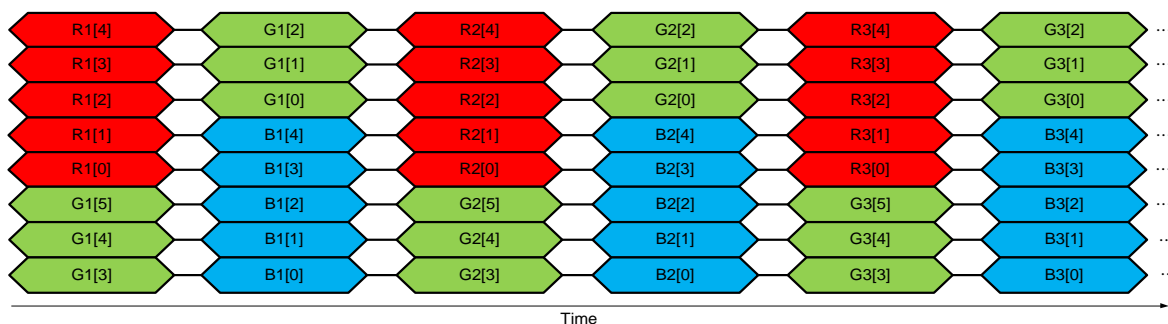 R1[4] G1[2] R2[4] G2[2] R3[4] G3[2] ...
R1[3] G1[1] R2[3] G2[1] R3[3] G3[1] ...
R1[2] G1[0] R2[2] G2[0] R3[2] G3[0] ...
R1[1] B1[4] R2[1] B2[4] R3[1] B3[4] ...
R1[0] B1[3] R2[0] B2[3] R3[0] B3[3] ...
G1[5] B1[2] G2[5] B2[2] G3[5] B3[2] ...
G1[4] B1[1] G2[4] B2[1] G3[4] B3[1] ...
G1[3] B1[0] G2[3] B2[0] G3[3] B3[0] ...
Time